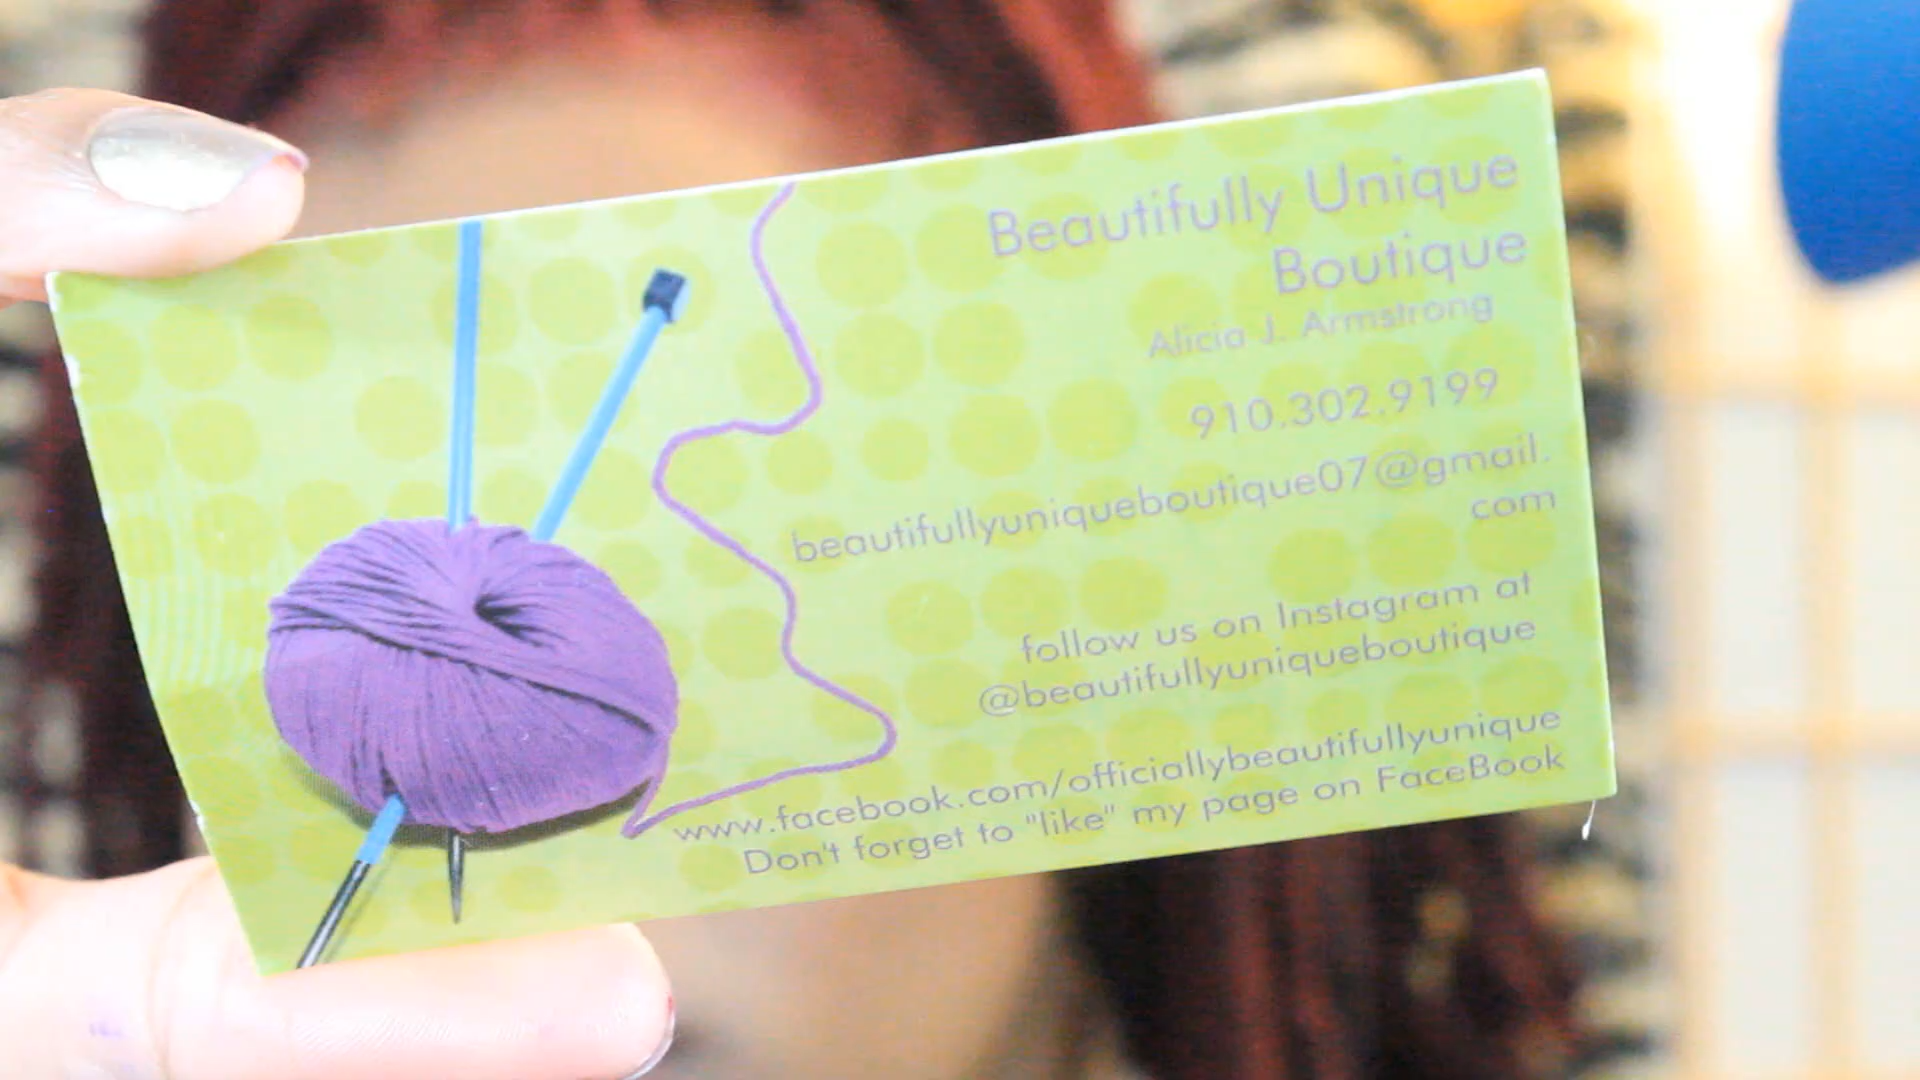 Beautifully Unique
Boutique
Alicia J. Armstrong
910.302.9199
beautifullyuniqueboutique07@gmail.
com
follow us on Instagram at
@beautifullyuniqueboutique
www.facebook.com/officiallybeautifullyunique
Don't forget to "like" my page on FaceBook